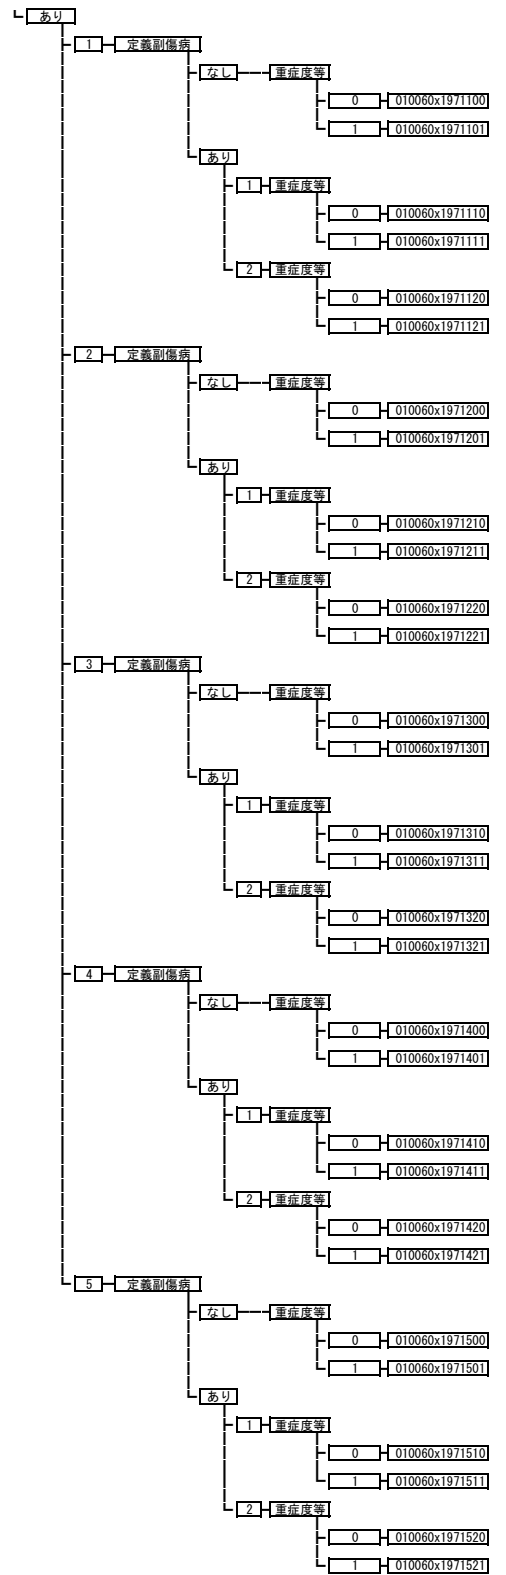 あり
1 定義副傷病
なし 重症度等
0 010060x1971100
1 010060x1971101
あり
1 重症度等
0 010060x1971110
1 010060x1971111
2 重症度等
0 010060x1971120
1 010060x1971121
2 定義副傷病
なし 重症度等
0 010060x1971200
1 010060x1971201
あり
1 重症度等
0 010060x1971210
1 010060x1971211
2 重症度等
0 010060x1971220
1 010060x1971221
3 定義副傷病
なし 重症度等
0 010060x1971300
1 010060x1971301
あり
1 重症度等
0 010060x1971310
1 010060x1971311
2 重症度等
0 010060x1971320
1 010060x1971321
4 定義副傷病
なし 重症度等
0 010060x1971400
1 010060x1971401
あり
1 重症度等
0 010060x1971410
1 010060x1971411
2 重症度等
0 010060x1971420
1 010060x1971421
5 定義副傷病
なし 重症度等
0 010060x1971500
1 010060x1971501
あり
1 重症度等
0 010060x1971510
1 010060x1971511
2 重症度等
0 010060x1971520
1 010060x1971521